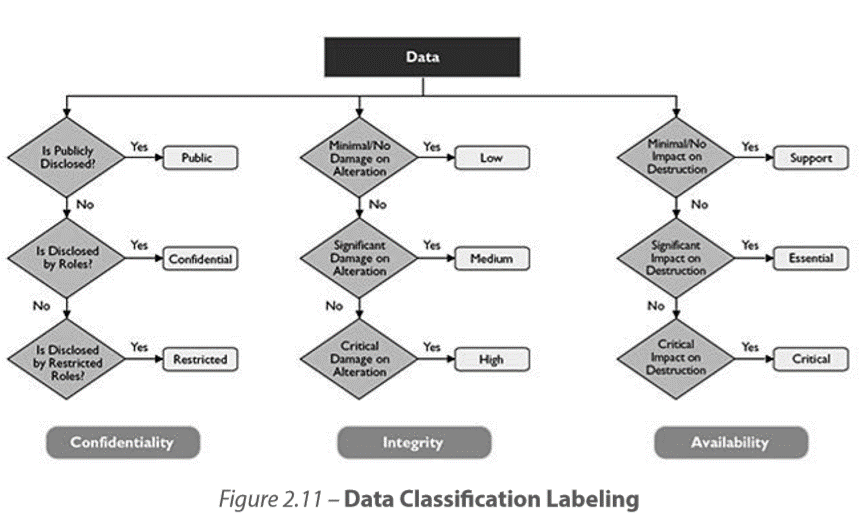 Data
Is Publicly
Disclosed?
Yes
Public
No
Is Disclosed
by Roles?
Yes
Confidential
No
Is Disclosed
by Restricted
Roles?
Yes
Restricted
Confidentiality
Minimal/No
Damage on
Alteration
Yes
Low
No
Significant
Damage on
Alteration
Yes
Medium
No
Critical
Damage on
Alteration
Yes
High
Integrity
Minimal/No
Impact on
Destruction
Yes
Support
No
Significant
Impact on
Destruction
Yes
Essential
No
Critical
Impact on
Destruction
Yes
Critical
Availability
Figure 2.11 – Data Classification Labeling